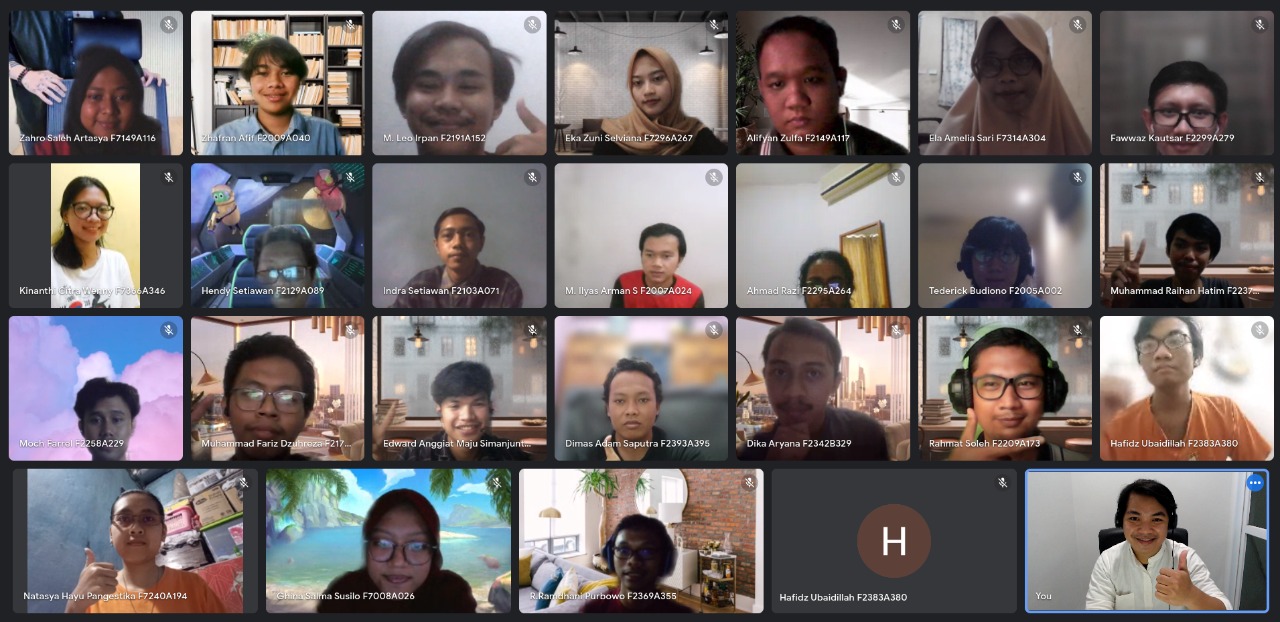 Zahro Saleh Artasya F7149A116
Zhafran Afif F2009A040
M. Leo Irpan F2191A152
Eka Zuni Selviana F7296A267
Alifyan Zulfa F2149A117
Ela Amelia Sari F7314A304
Fawwaz Kautsar F2299A279
Kinanthi Citra Wenny F7366A346
Hendy Setiawan F2129A089
Indra Setiawan F2103A071
M. Ilyas Arman S F2007A024
Ahmad Razi F2295A264
Tederick Budiono F2005A002
Muhammad Raihan Hatim F2237...
Moch Farrel F2258A229
Muhammad Fariz Dzuhreza F217...
Edward Anggiat Maju Simanjunt...
Dimas Adam Saputra F2393A395
Dika Aryana F2342B329
Rahmat Soleh F2209A173
Hafidz Ubaidillah F2383A380
Natasya Hayu Pangestika F7240A194
Ghina Salma Susilo F7008A026
R.Ramdhani Purbowo F2369A355
H
Hafidz Ubaidillah F2383A380
You